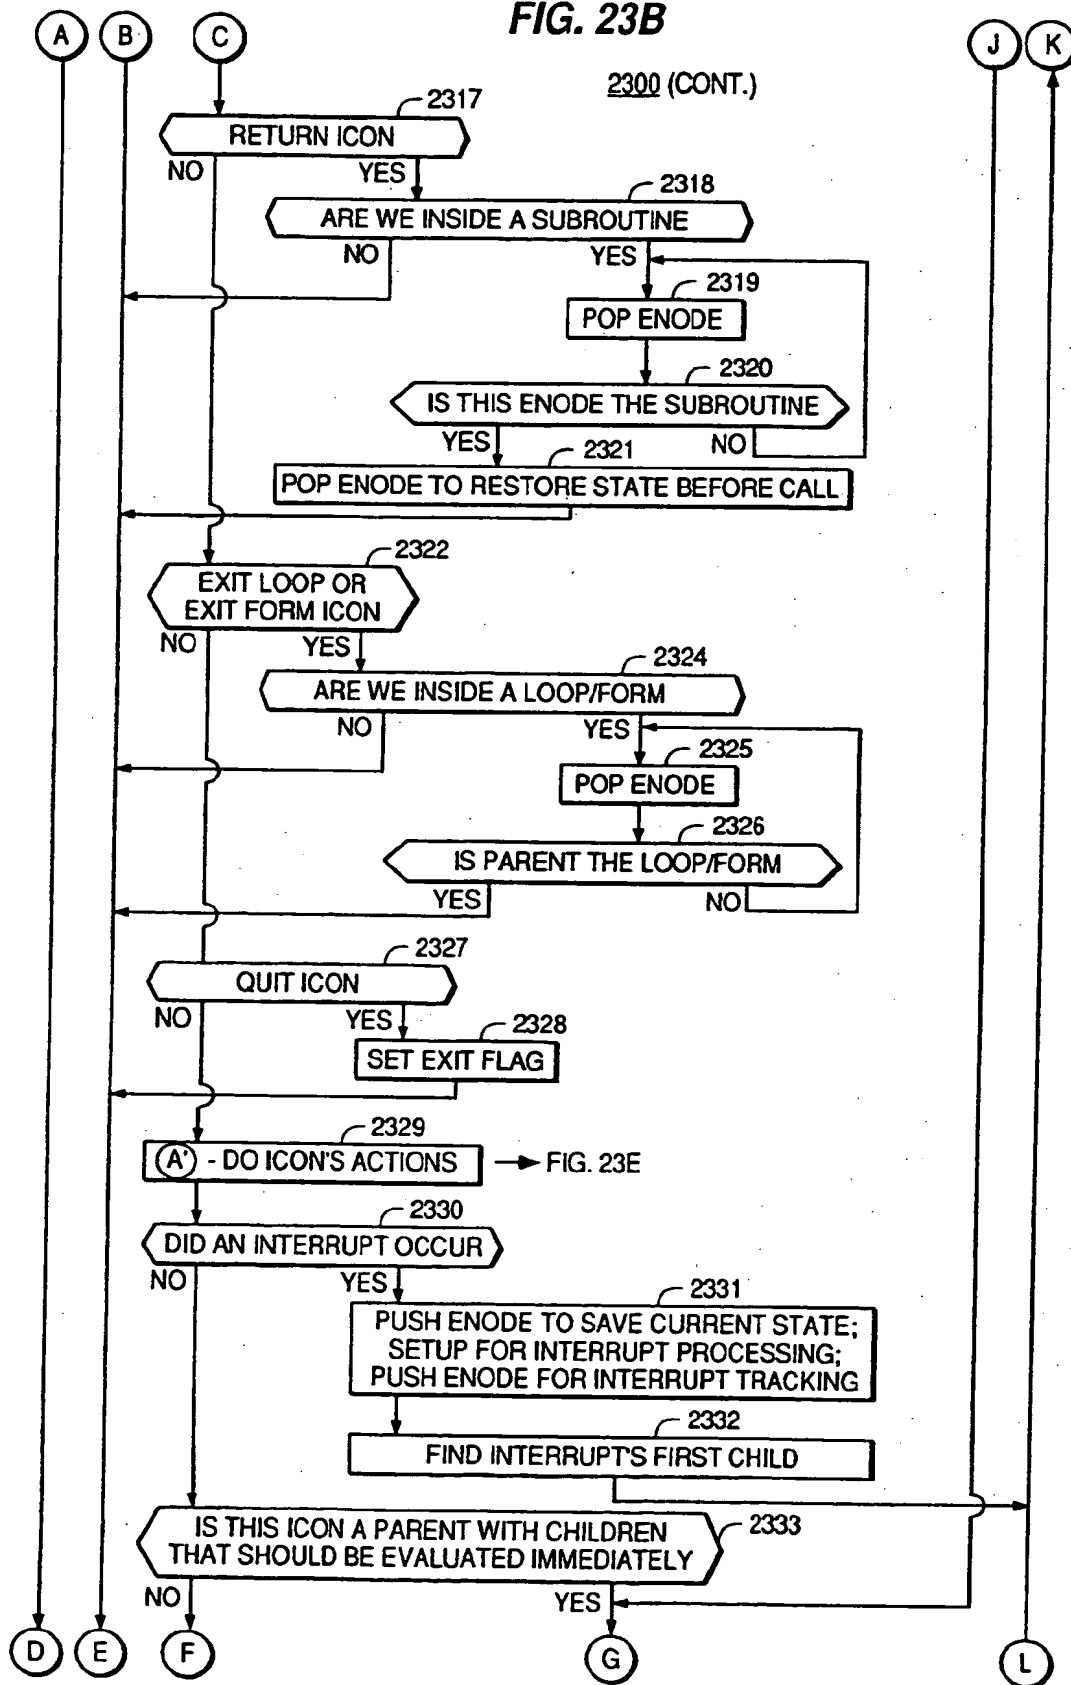 FIG. 23B
A B C J K
2300 (CONT.)
2317
RETURN ICON
NO YES
2318
ARE WE INSIDE A SUBROUTINE
NO YES
2319
POP ENODE
2320
IS THIS ENODE THE SUBROUTINE
YES NO
2321
POP ENODE TO RESTORE STATE BEFORE CALL
2322
EXIT LOOP OR
EXIT FORM ICON
NO YES
2324
ARE WE INSIDE A LOOP/FORM
NO YES
2325
POP ENODE
2326
IS PARENT THE LOOP/FORM
YES NO
2327
QUIT ICON
NO YES
2328
SET EXIT FLAG
2329
A' - DO ICON'S ACTIONS → FIG. 23E
2330
DID AN INTERRUPT OCCUR
NO YES
2331
PUSH ENODE TO SAVE CURRENT STATE;
SETUP FOR INTERRUPT PROCESSING;
PUSH ENODE FOR INTERRUPT TRACKING
2332
FIND INTERRUPT'S FIRST CHILD
2333
IS THIS ICON A PARENT WITH CHILDREN
THAT SHOULD BE EVALUATED IMMEDIATELY
NO YES
D E F G L